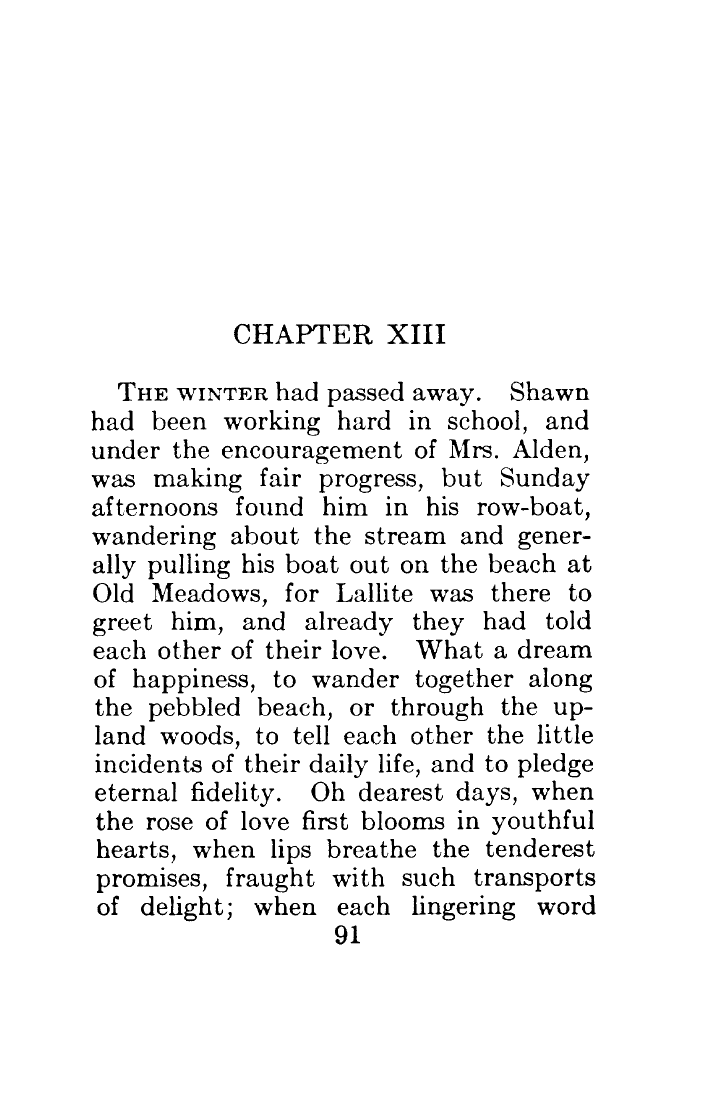 CHAPTER XIII
THE WINTER had passed away. Shawn
had been working hard in school, and
under the encouragement of Mrs. Alden,
was making fair progress, but Sunday
afternoons found him in his row-boat,
wandering about the stream and gener-
ally pulling his boat out on the beach at
Old Meadows, for Lallite was there to
greet him, and already they had told
each other of their love. What a dream
of happiness, to wander together along
the pebbled beach, or through the up-
land woods, to tell each other the little
incidents of their daily life, and to pledge
eternal fidelity. Oh dearest days, when
the rose of love first blooms in youthful
hearts, when lips breathe the tenderest
promises, fraught with such transports
of delight; when each lingering word
91